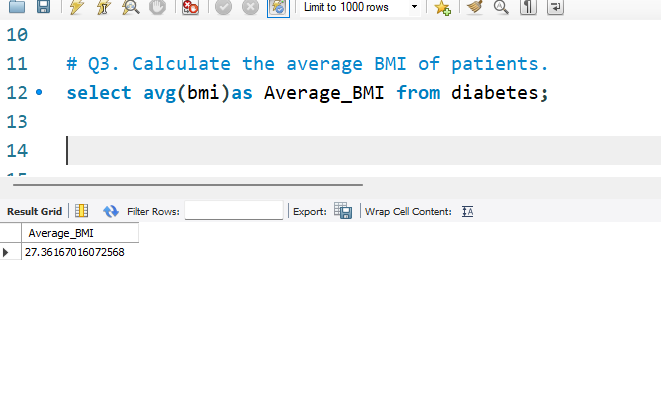 Limit to 1000 rows
10
11 # Q3. Calculate the average BMI of patients.
12 select avg(bmi)as Average_BMI from diabetes;
13
14
Result Grid Filter Rows: Export: Wrap Cell Content:
Average_BMI
27.36167016072568